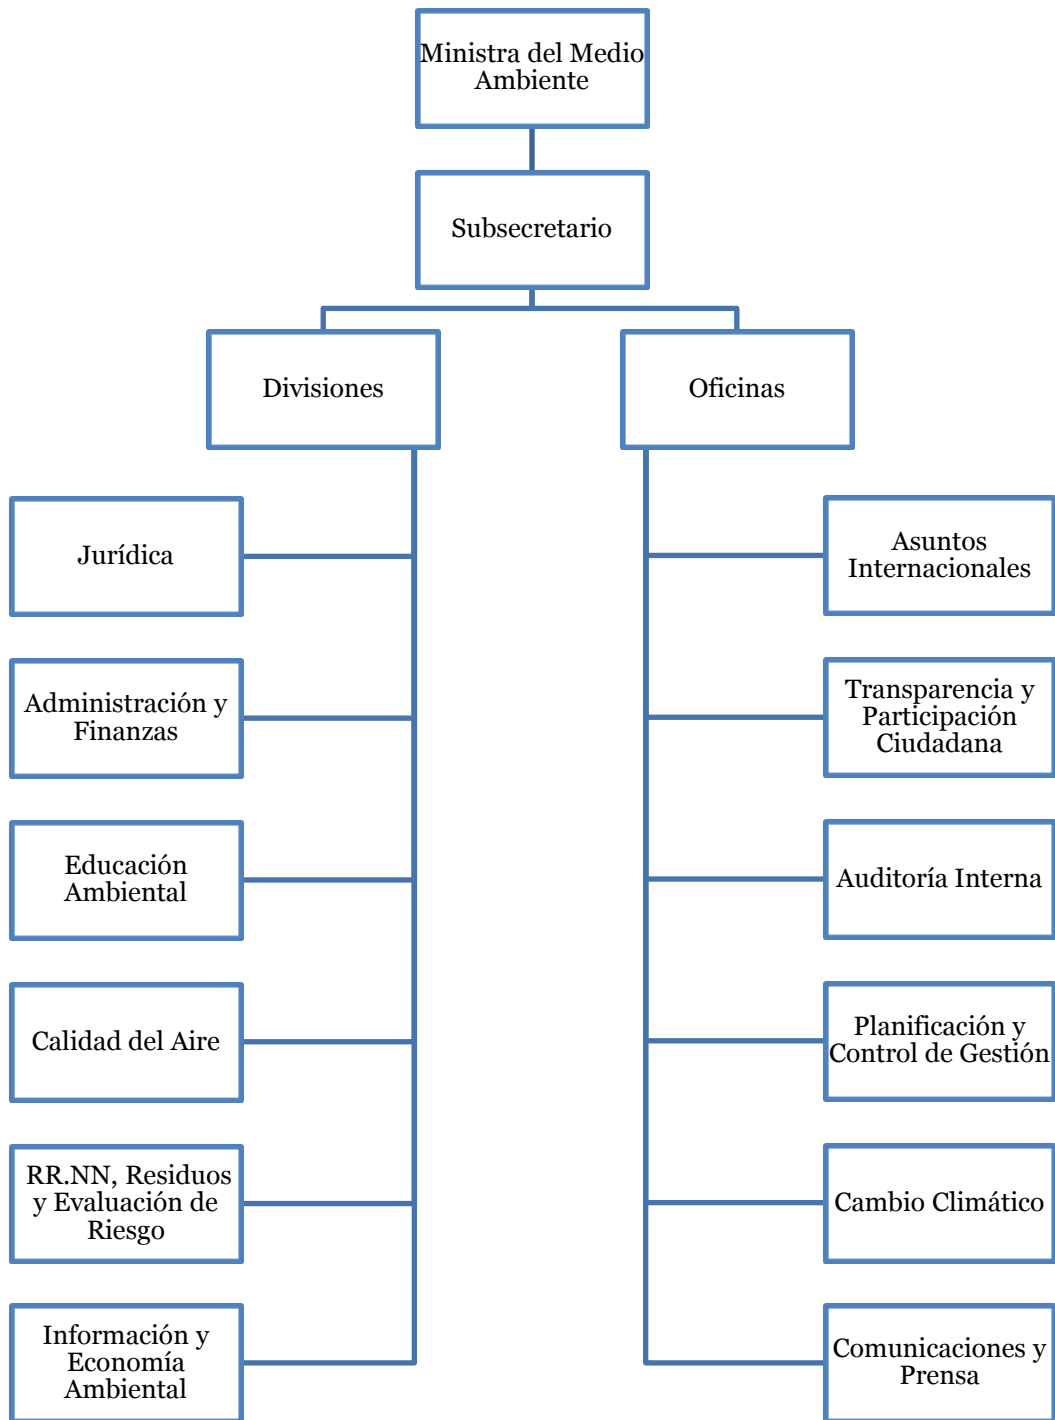 Ministra del Medio
Ambiente
Subsecretario
Divisiones
Oficinas
Jurídica
Asuntos
Internacionales
Administración y
Finanzas
Transparencia y
Participación
Ciudadana
Educación
Ambiental
Auditoría Interna
Calidad del Aire
Planificación y
Control de Gestión
RR.NN, Residuos
y Evaluación de
Riesgo
Cambio Climático
Información y
Economía
Ambiental
Comunicaciones y
Prensa